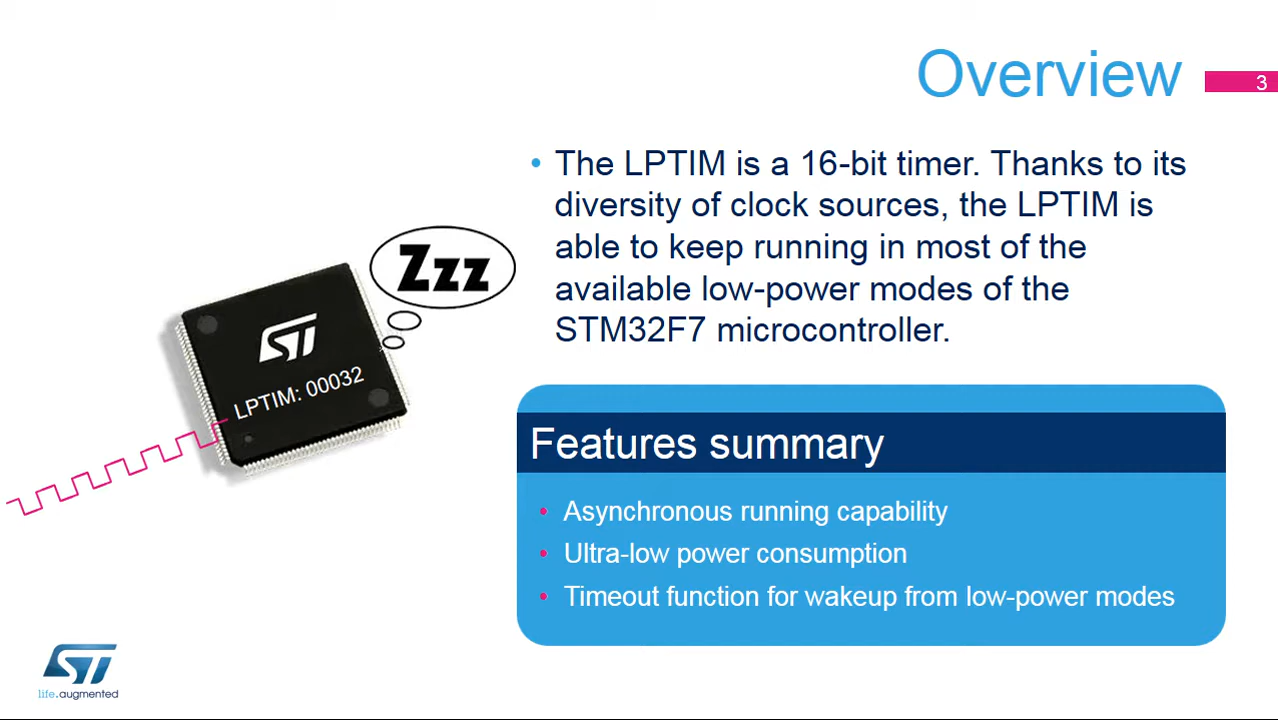 Overview
3
• The LPTIM is a 16-bit timer. Thanks to its
diversity of clock sources, the LPTIM is
able to keep running in most of the
available low-power modes of the
STM32F7 microcontroller.
Zzz
ST
LPTIM: 00032
Features summary
• Asynchronous running capability
• Ultra-low power consumption
• Timeout function for wakeup from low-power modes
ST
life.augmented